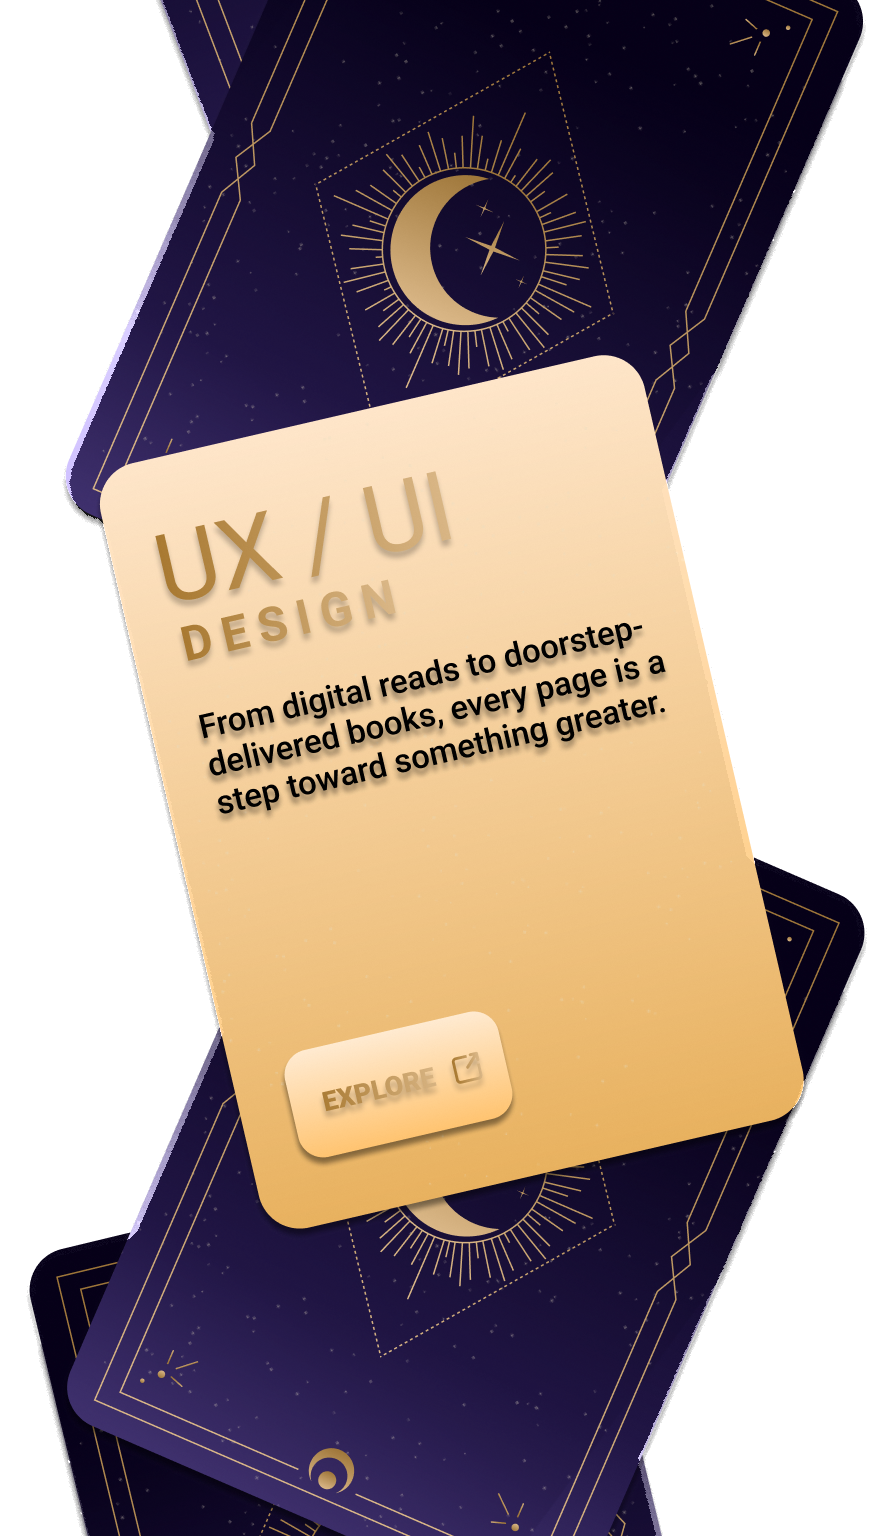 UX / UI
DESIGN
From digital reads to doorstep-
delivered books, every page is a
step toward something greater.
EXPLORE